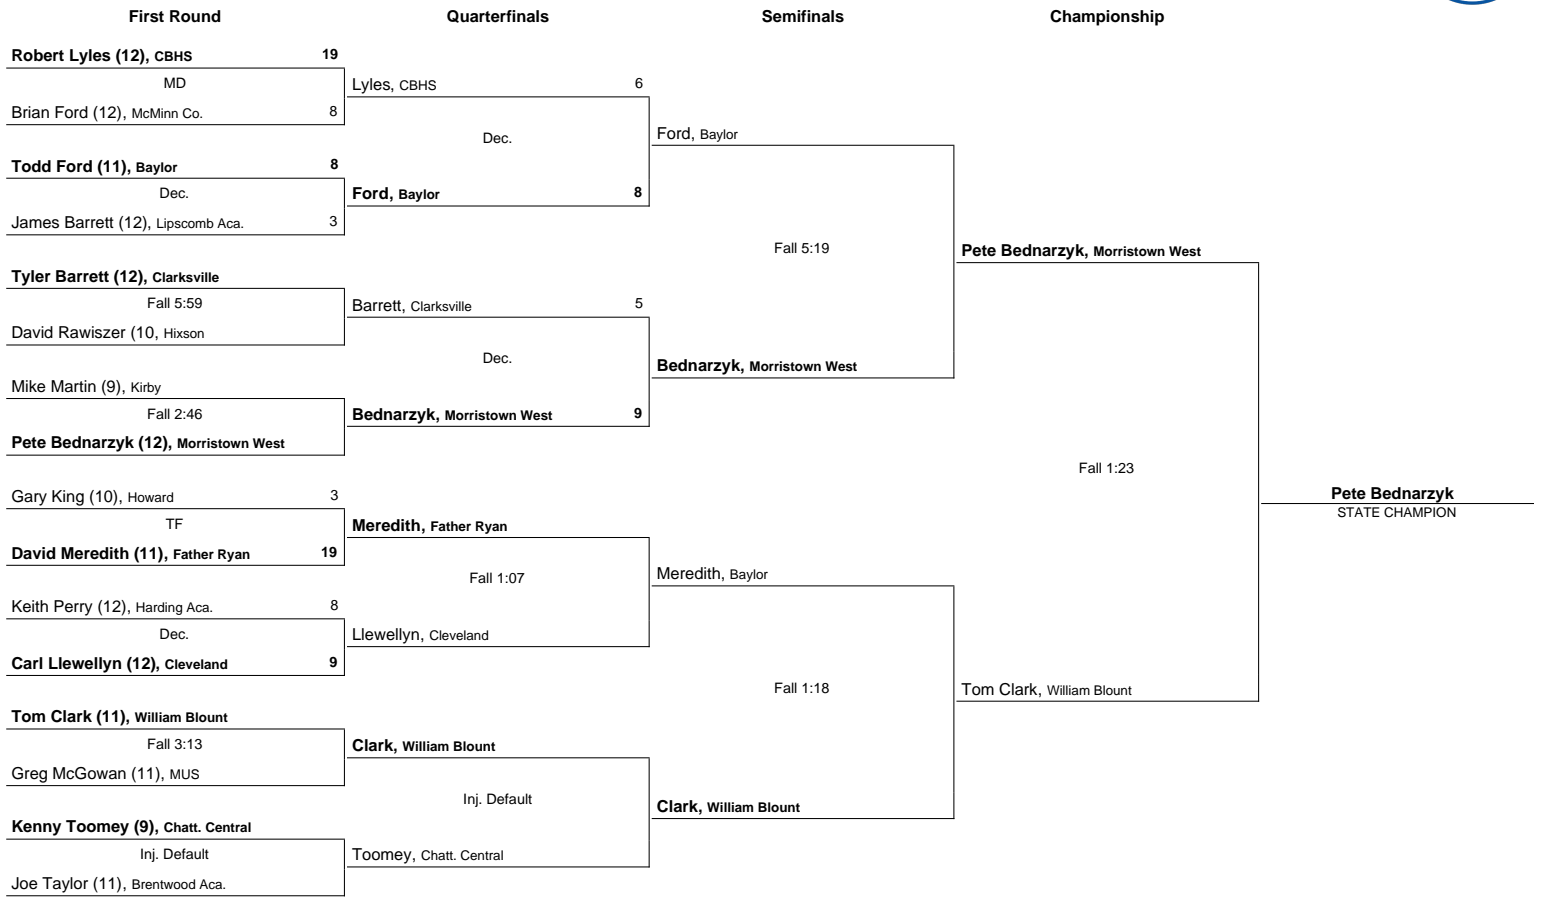 First Round
Quarterfinals
Semifinals
Championship
Robert Lyles (12), CBHS 19
MD
Brian Ford (12), McMinn Co. 8
Todd Ford (11), Baylor 8
Dec.
James Barrett (12), Lipscomb Aca. 3
Tyler Barrett (12), Clarksville
Fall 5:59
David Rawiszer (10, Hixson
Mike Martin (9), Kirby
Fall 2:46
Pete Bednarzyk (12), Morristown West
Gary King (10), Howard 3
TF
David Meredith (11), Father Ryan 19
Keith Perry (12), Harding Aca. 8
Dec.
Carl Llewellyn (12), Cleveland 9
Tom Clark (11), William Blount
Fall 3:13
Greg McGowan (11), MUS
Kenny Toomey (9), Chatt. Central
Inj. Default
Joe Taylor (11), Brentwood Aca.
Lyles, CBHS 6
Dec.
Ford, Baylor 8
Barrett, Clarksville 5
Dec.
Bednarzyk, Morristown West 9
Meredith, Father Ryan
Fall 1:07
Llewellyn, Cleveland
Clark, William Blount
Inj. Default
Toomey, Chatt. Central
Ford, Baylor
Fall 5:19
Bednarzyk, Morristown West
Meredith, Baylor
Fall 1:18
Clark, William Blount
Pete Bednarzyk, Morristown West
Fall 1:23
Tom Clark, William Blount
Pete Bednarzyk
STATE CHAMPION